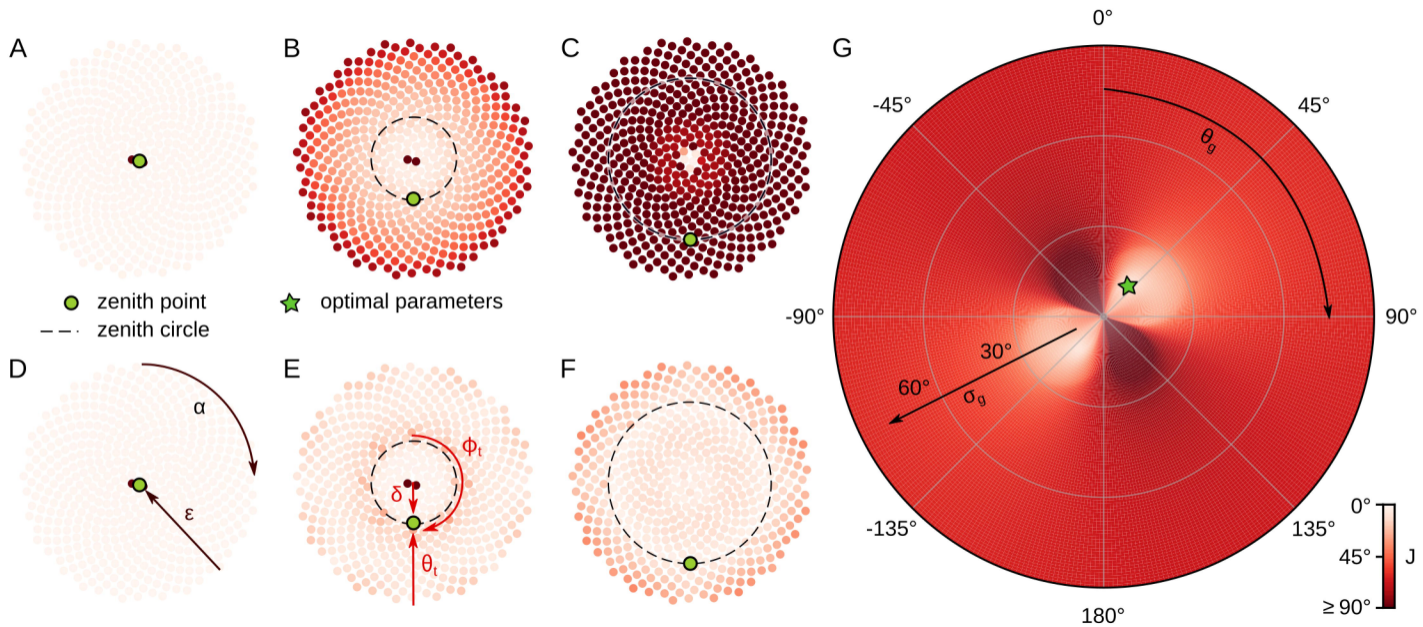 A
B
C
G
0°
-45°
45°
θg
zenith point
optimal parameters
zenith circle
-90°
90°
30°
60°
σg
D
E
F
α
ε
ϕt
δ
θt
-135°
135°
180°
0°
45°
J
≥ 90°